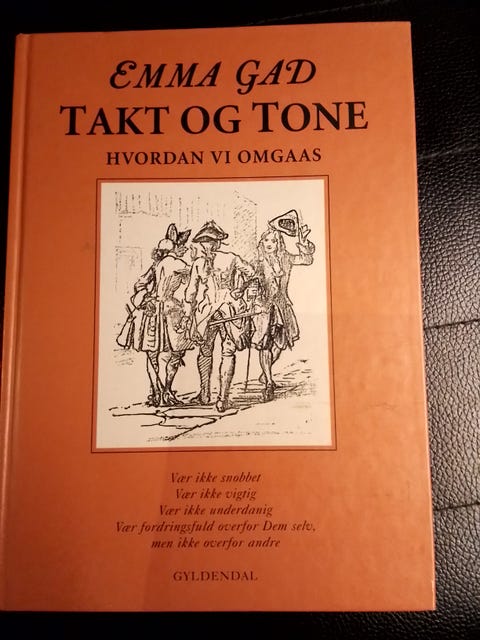 EMMA GAD
TAKT OG TONE
HVORDAN VI OMGAAS
Vær ikke snobbet
Vær ikke vigtig
Vær ikke underdanig
Vær fordringsfuld overfor Dem selv,
men ikke overfor andre
GYLDENDAL